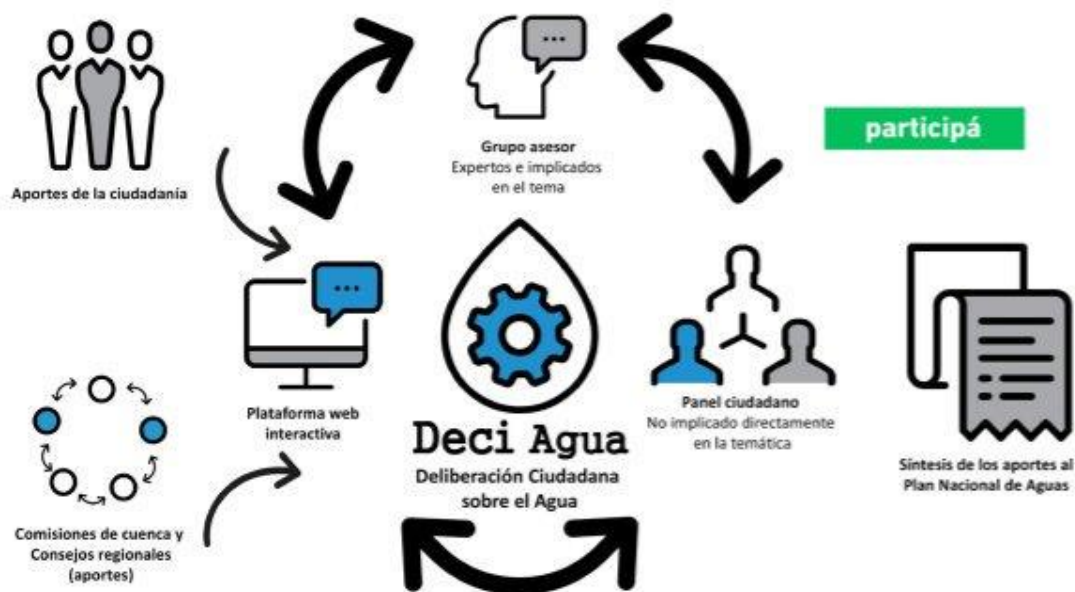 Aportes de la ciudadanía
Grupo asesor
Expertos e implicados
en el tema
participá
Plataforma web
interactiva
Deci Agua
Deliberación Ciudadana
sobre el Agua
Panel ciudadano
No implicado directamente
en la temática
Síntesis de los aportes al
Plan Nacional de Aguas
Comisiones de cuenca y
Consejos regionales
(aportes)